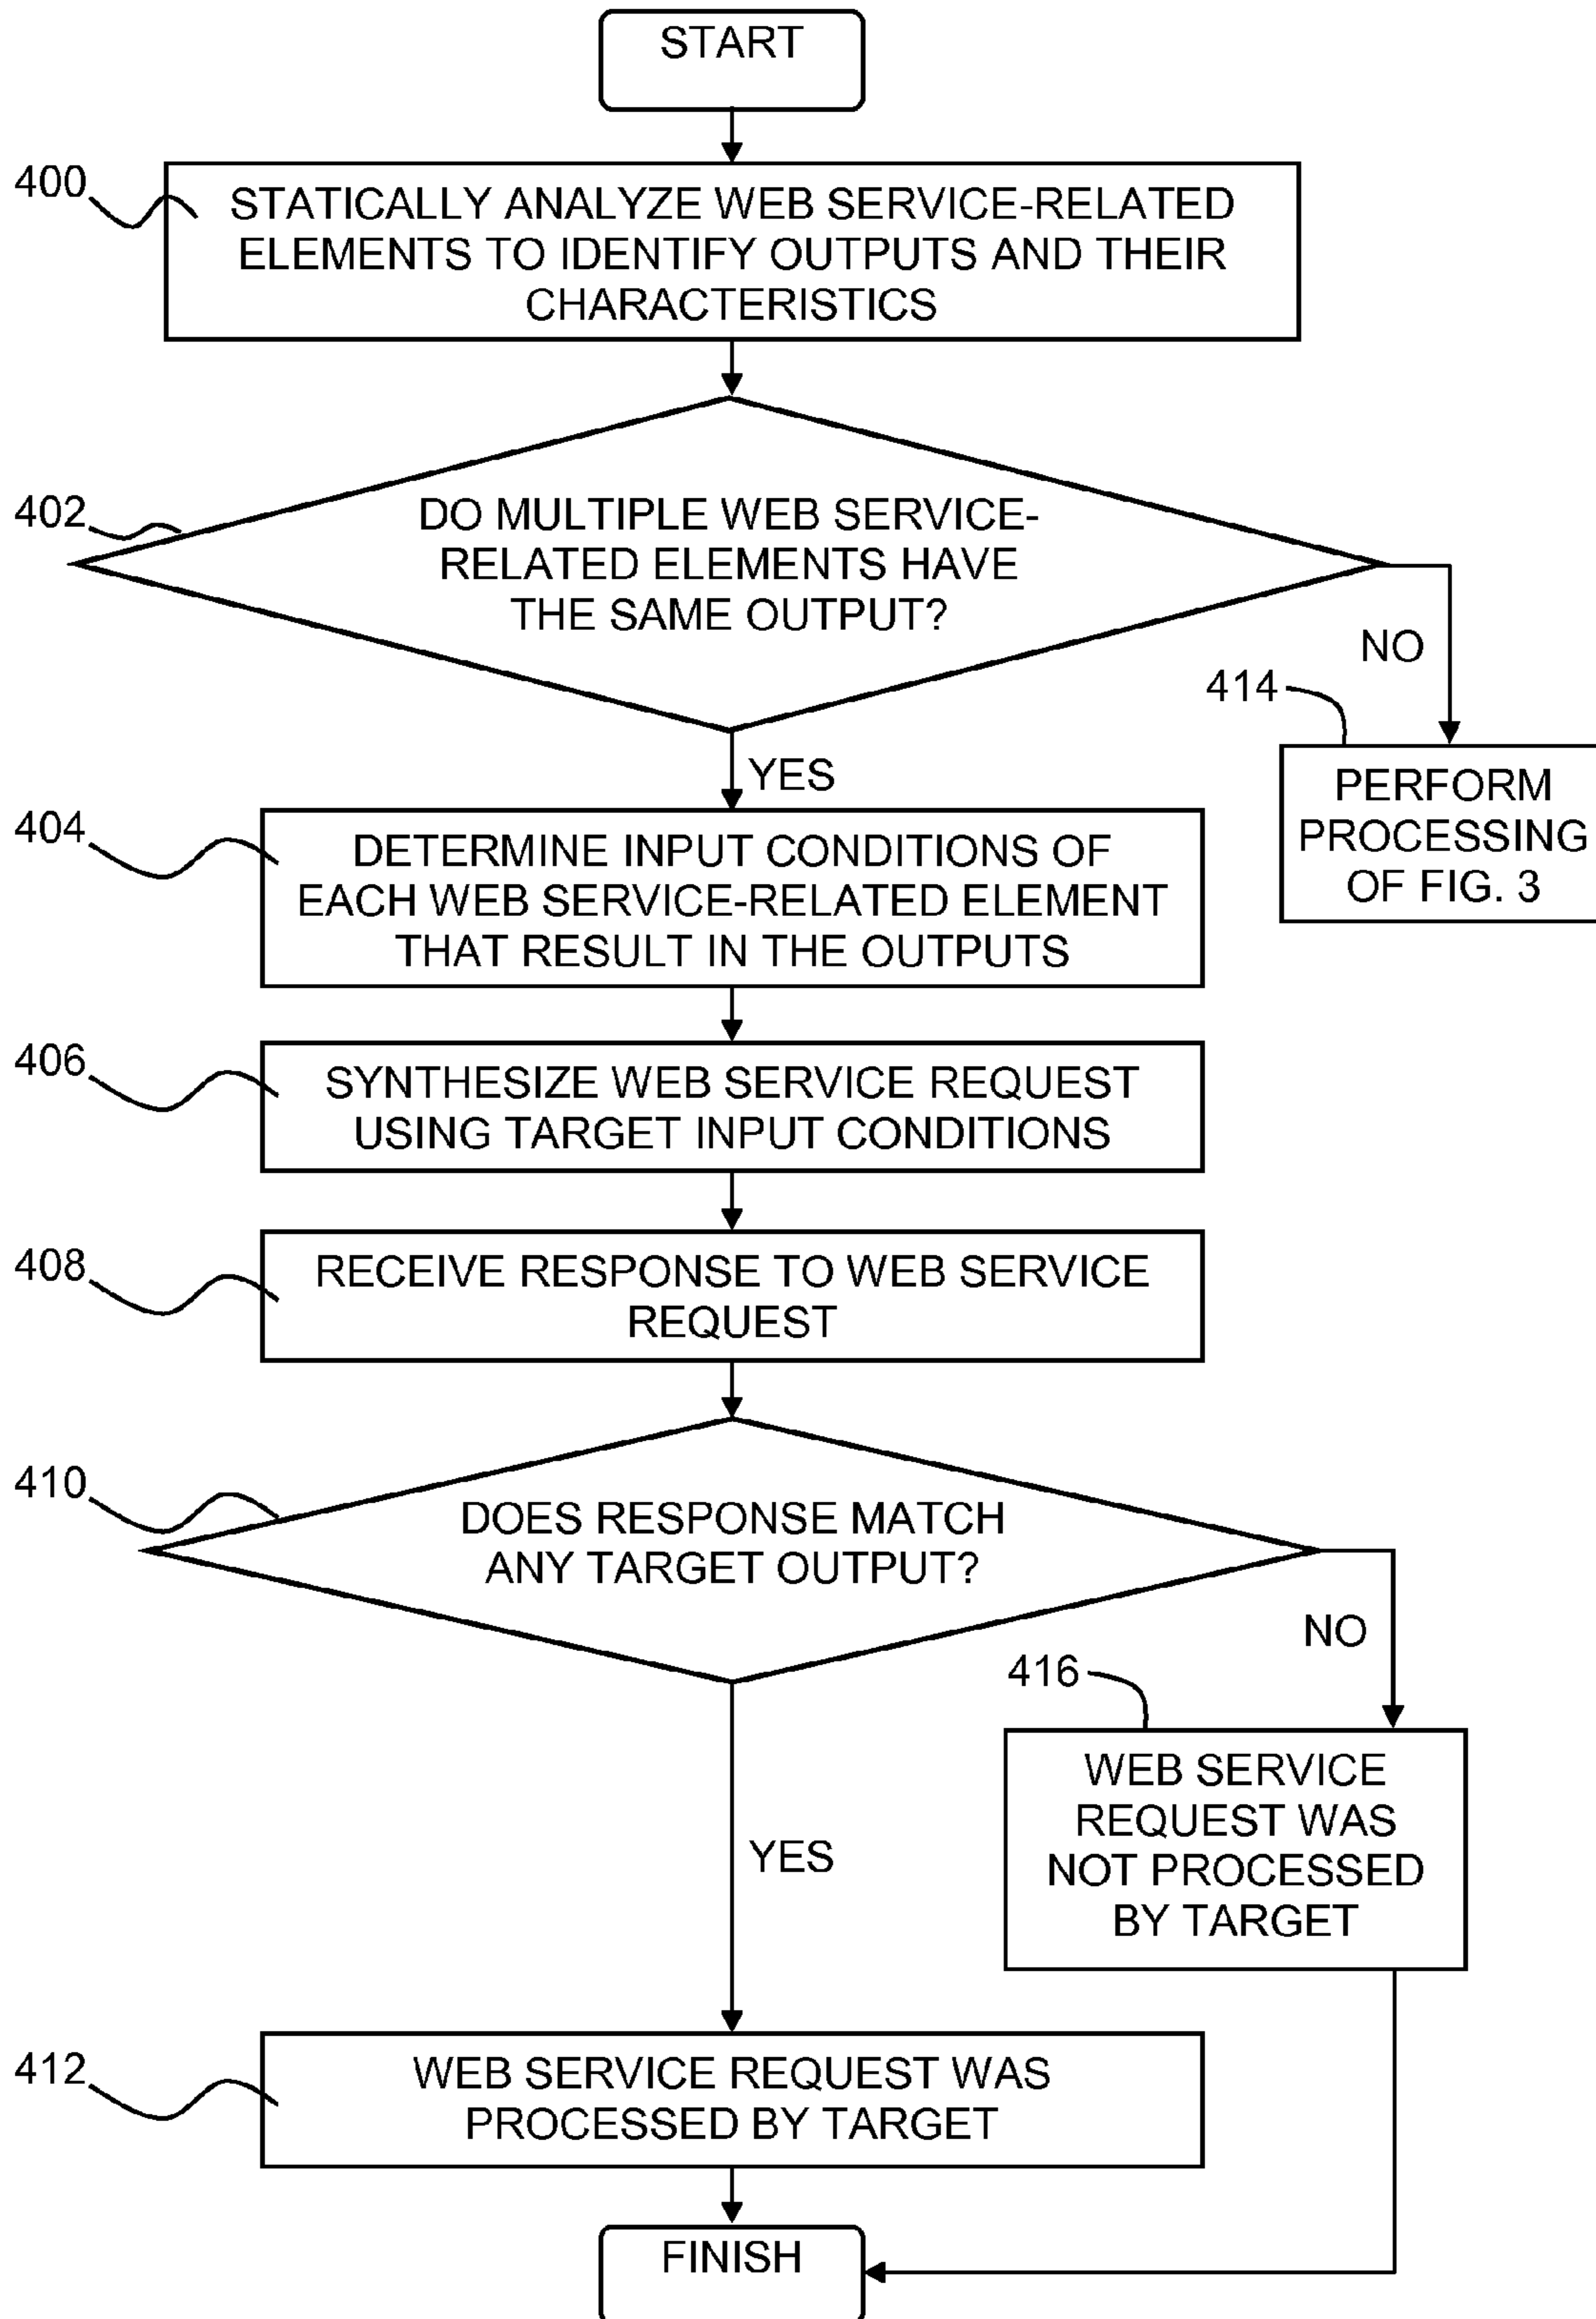 START
400
STATICALLY ANALYZE WEB SERVICE-RELATED
ELEMENTS TO IDENTIFY OUTPUTS AND THEIR
CHARACTERISTICS
402
DO MULTIPLE WEB SERVICE-
RELATED ELEMENTS HAVE
THE SAME OUTPUT?
NO
414
PERFORM
PROCESSING
OF FIG. 3
YES
404
DETERMINE INPUT CONDITIONS OF
EACH WEB SERVICE-RELATED ELEMENT
THAT RESULT IN THE OUTPUTS
406
SYNTHESIZE WEB SERVICE REQUEST
USING TARGET INPUT CONDITIONS
408
RECEIVE RESPONSE TO WEB SERVICE
REQUEST
410
DOES RESPONSE MATCH
ANY TARGET OUTPUT?
NO
416
WEB SERVICE
REQUEST WAS
NOT PROCESSED
BY TARGET
YES
412
WEB SERVICE REQUEST WAS
PROCESSED BY TARGET
FINISH